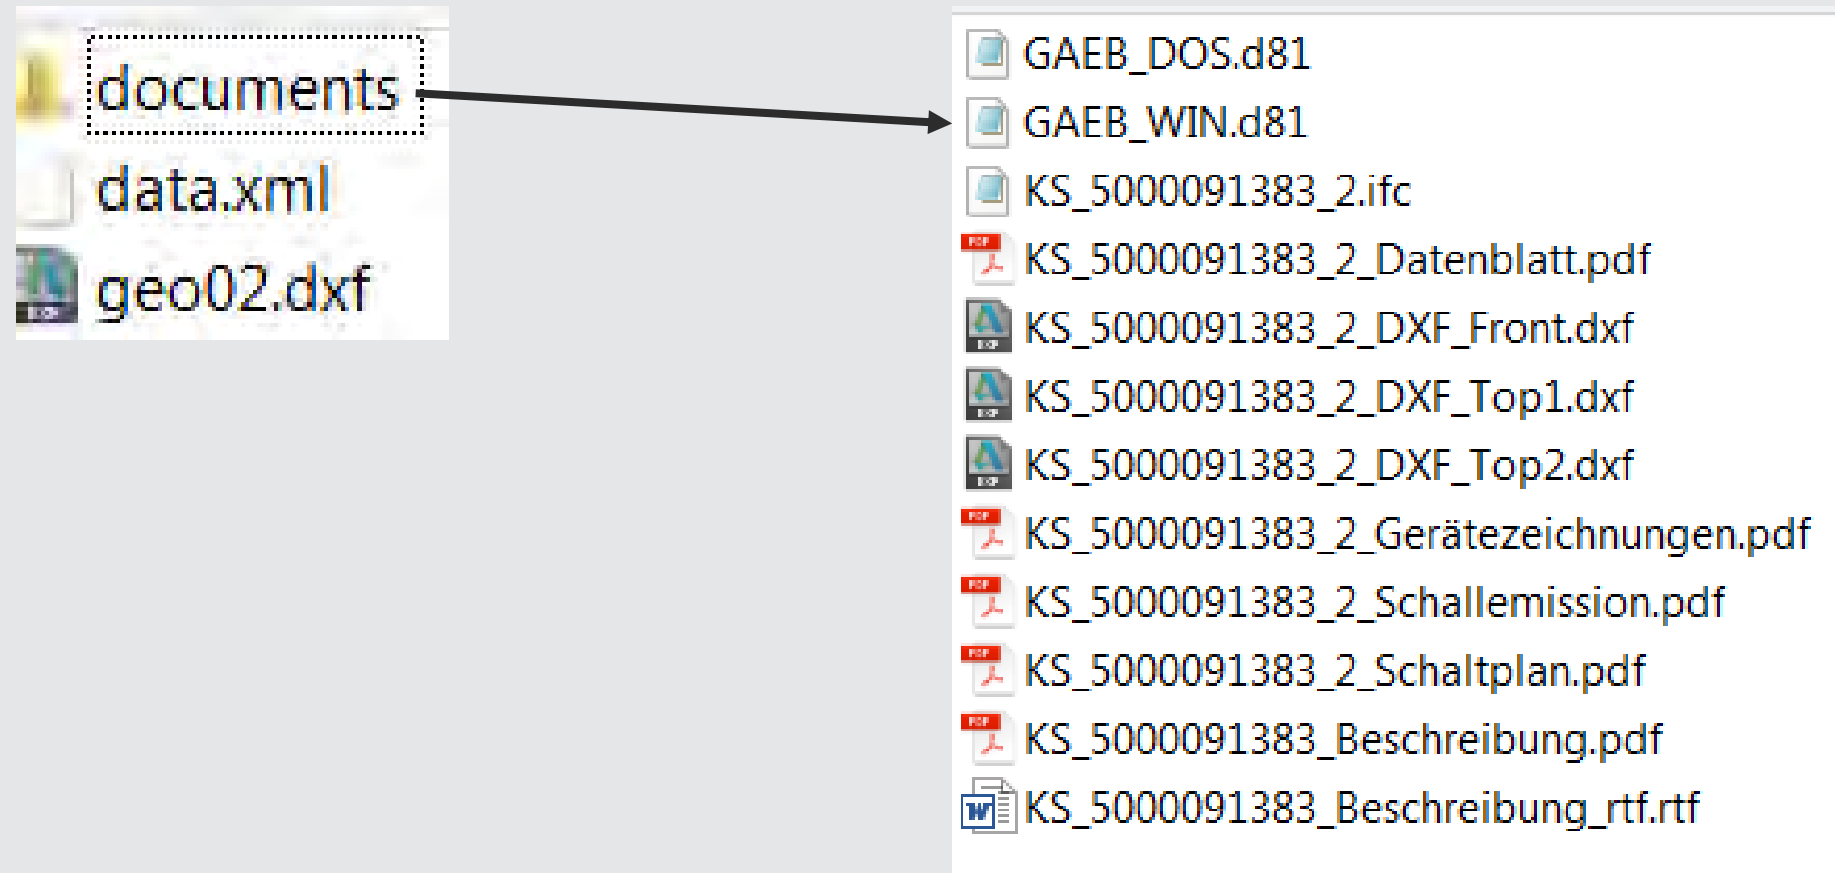 documents
data.xml
geo02.dxf
GAEB_DOS.d81
GAEB_WIN.d81
KS_5000091383_2.ifc
KS_5000091383_2_Datenblatt.pdf
KS_5000091383_2_DXF_Front.dxf
KS_5000091383_2_DXF_Top1.dxf
KS_5000091383_2_DXF_Top2.dxf
KS_5000091383_2_Gerätezeichnungen.pdf
KS_5000091383_2_Schallemission.pdf
KS_5000091383_2_Schaltplan.pdf
KS_5000091383_Beschreibung.pdf
KS_5000091383_Beschreibung_rtf.rtf